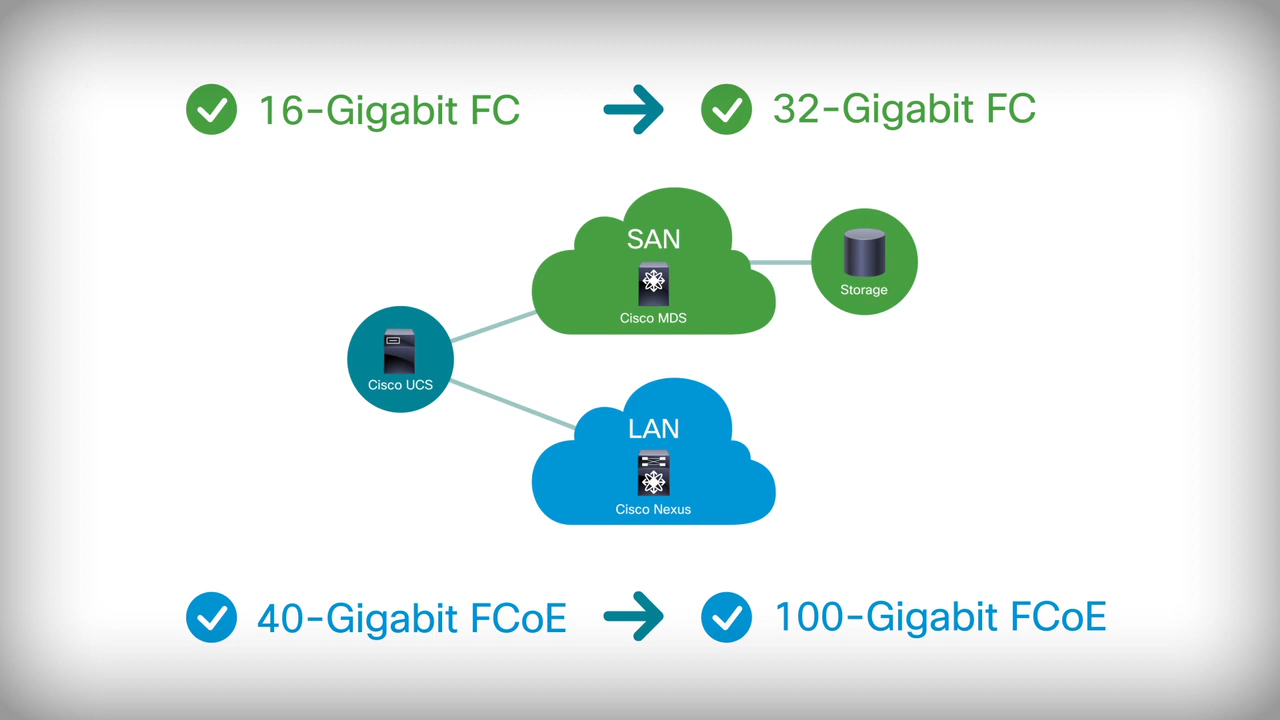 16-Gigabit FC
32-Gigabit FC
SAN
Cisco MDS
Storage
Cisco UCS
LAN
Cisco Nexus
40-Gigabit FCoE
100-Gigabit FCoE